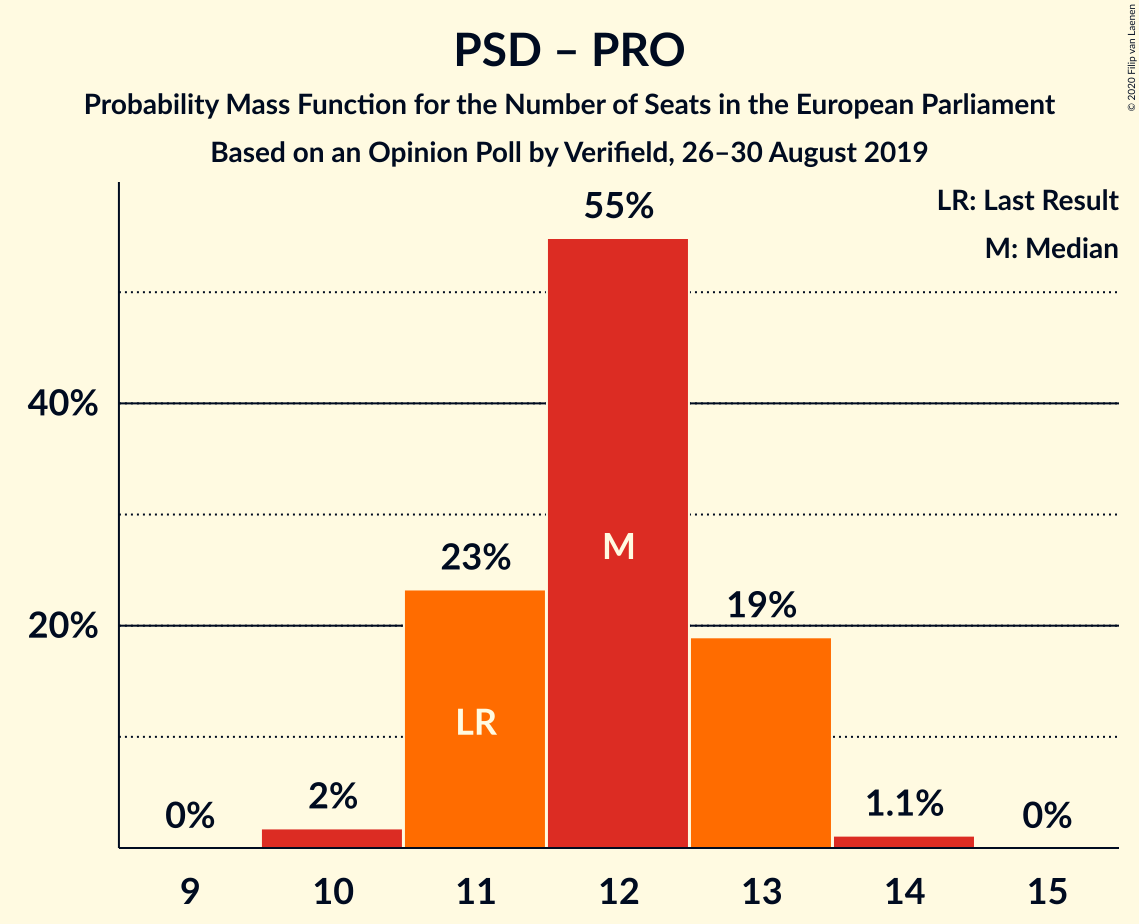 PSD – PRO
Probability Mass Function for the Number of Seats in the European Parliament
Based on an Opinion Poll by Verifield, 26–30 August 2019
© 2020 Filip van Laenen
LR: Last Result
M: Median
55%
40%
M
23%
19%
20%
LR
0%
2%
1.1%
0%
9 10 11 12 13 14 15